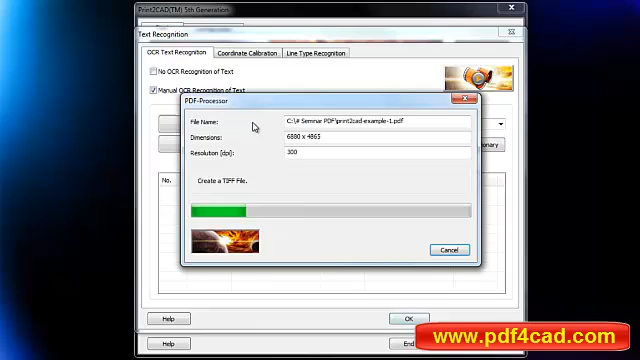 Print2CAD(TM) 5th Generation
Text Recognition
OCR Text Recognition Coordinate Calibration Line Type Recognition
No OCR Recognition of Text
Manual OCR Recognition of Text
PDF-Processor
File Name: C:\# Seminar PDF\print2cad-example-1.pdf
Dimensions: 6880 x 4865
Resolution [dpi]: 300
Create a TIFF File.
No.
Cancel
Help OK
Help End
www.pdf4cad.com